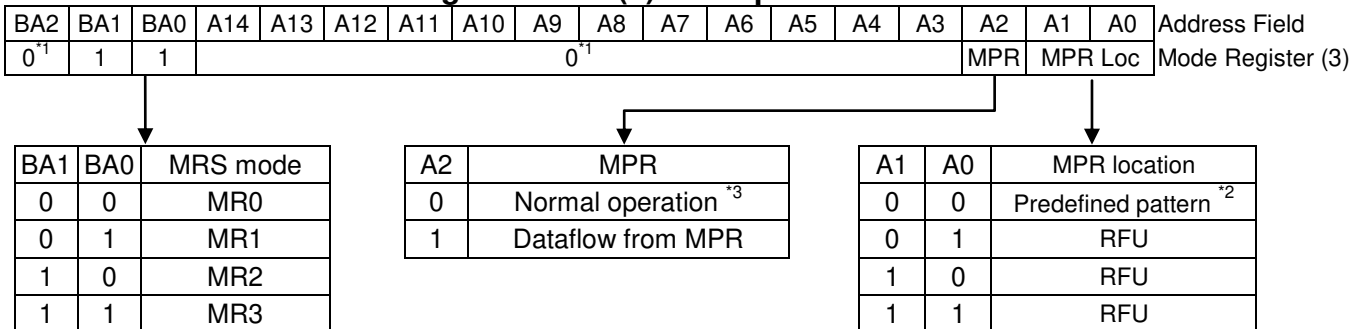 BA2 BA1 BA0 A14 A13 A12 A11 A10 A9 A8 A7 A6 A5 A4 A3 A2 A1 A0 Address Field
0*1 1 1 0*1 MPR MPR Loc Mode Register (3)
BA1 BA0 MRS mode
0 0 MR0
0 1 MR1
1 0 MR2
1 1 MR3
A2 MPR
0 Normal operation *3
1 Dataflow from MPR
A1 A0 MPR location
0 0 Predefined pattern *2
0 1 RFU
1 0 RFU
1 1 RFU